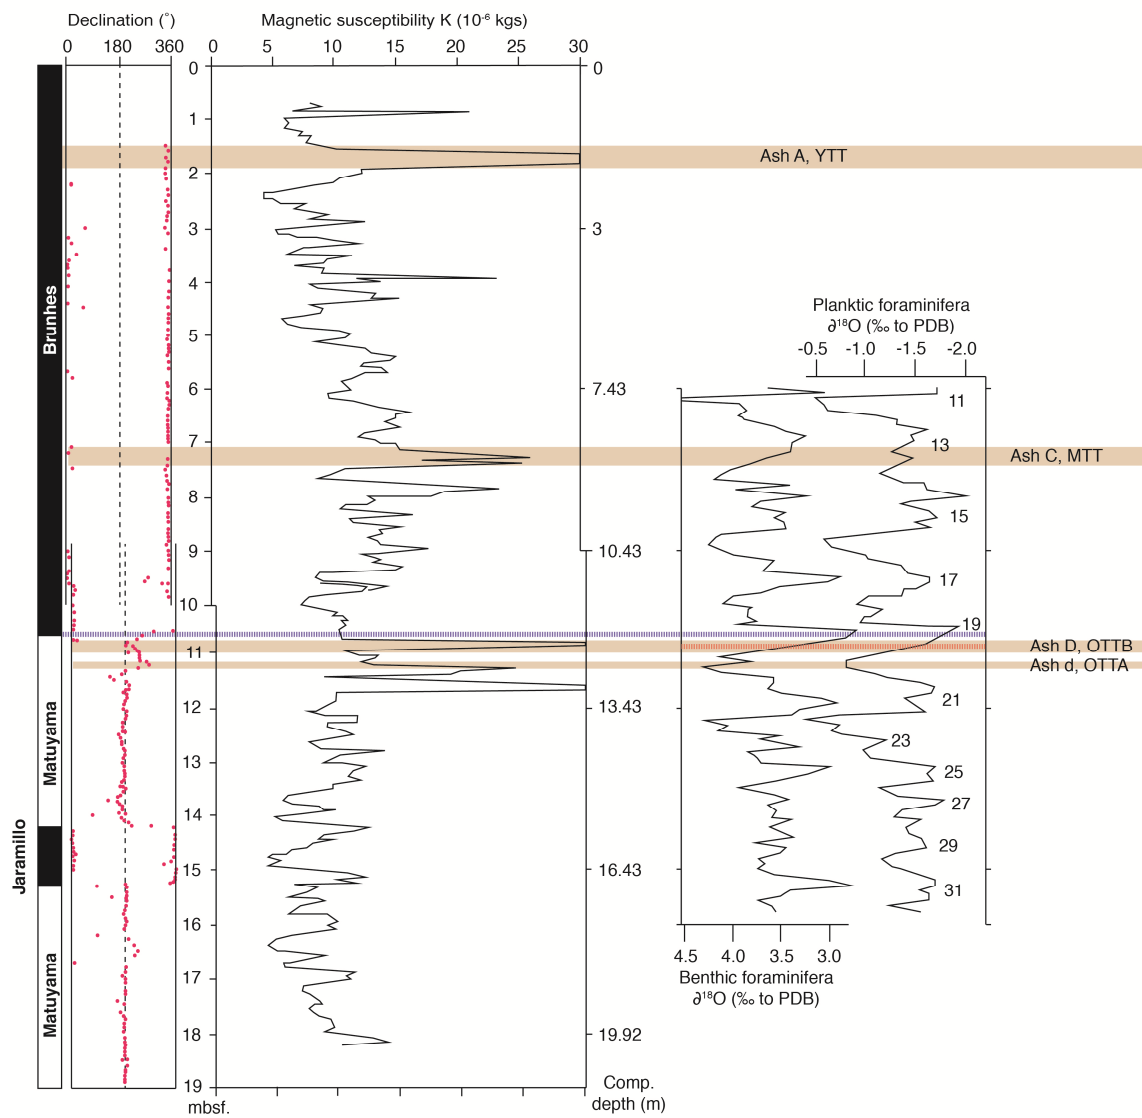 Declination (°)
0 180 360
Magnetic susceptibility K (10-6 kgs)
0 5 10 15 20 25 30
0
1
2
3
4
5
6
7
8
9
10
11
12
13
14
15
16
17
18
19
mbsf.
Brunhes
Matuyama
Jaramillo
Matuyama
0
3
7.43
10.43
13.43
16.43
19.92
Comp.
depth (m)
Ash A, YTT
Ash C, MTT
Ash D, OTTB
Ash d, OTTA
Planktic foraminifera
∂18O (‰ to PDB)
-0.5 -1.0 -1.5 -2.0
11
13
15
17
19
21
23
25
27
29
31
4.5 4.0 3.5 3.0
Benthic foraminifera
∂18O (‰ to PDB)